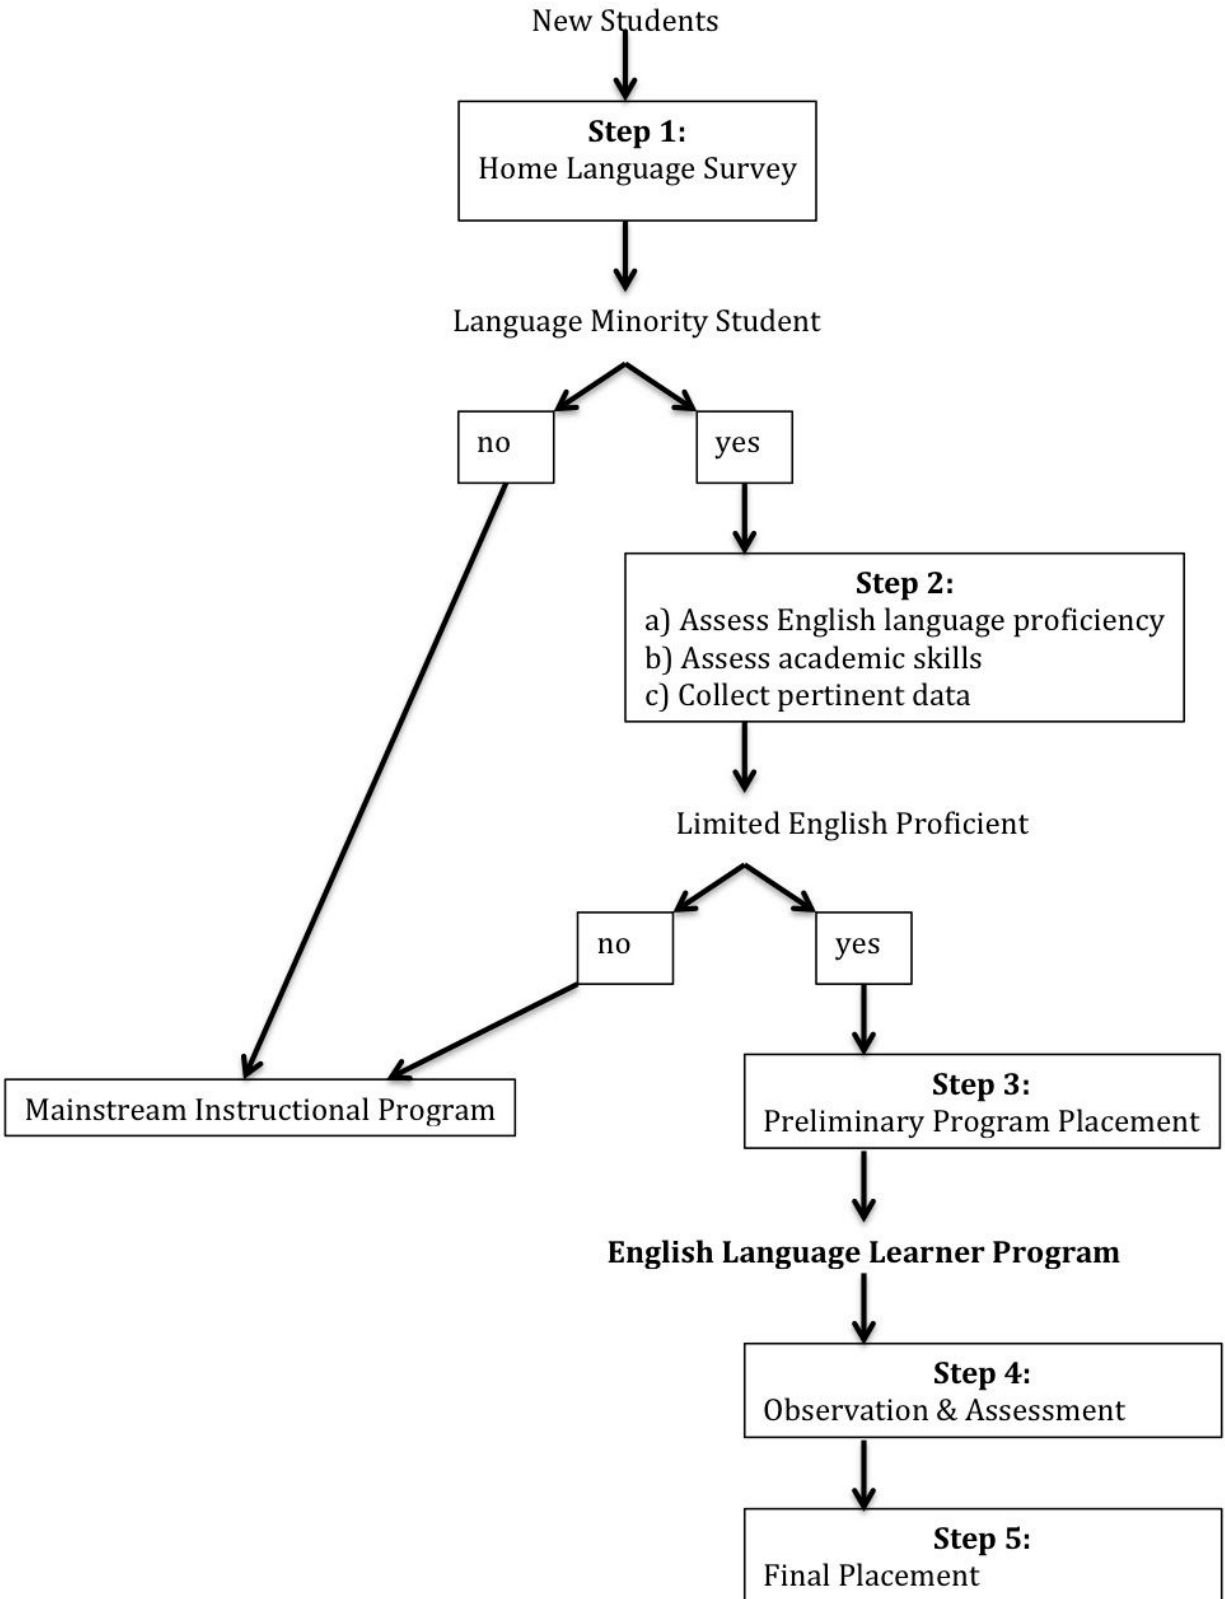 New Students
Step 1:
Home Language Survey
Language Minority Student
no
yes
Step 2:
a) Assess English language proficiency
b) Assess academic skills
c) Collect pertinent data
Limited English Proficient
no
yes
Mainstream Instructional Program
Step 3:
Preliminary Program Placement
English Language Learner Program
Step 4:
Observation & Assessment
Step 5:
Final Placement